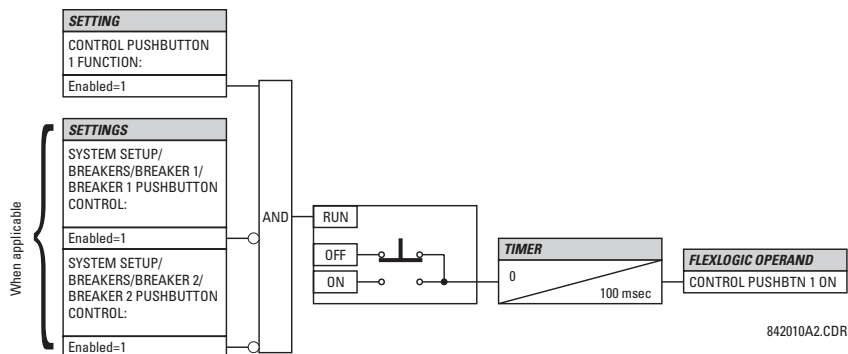 SETTING
CONTROL PUSHBUTTON
1 FUNCTION:
Enabled=1
When applicable
SETTINGS
SYSTEM SETUP/
BREAKERS/BREAKER 1/
BREAKER 1 PUSHBUTTON
CONTROL:
Enabled=1
SYSTEM SETUP/
BREAKERS/BREAKER 2/
BREAKER 2 PUSHBUTTON
CONTROL:
Enabled=1
AND
RUN
OFF
ON
TIMER
0
100 msec
FLEXLOGIC OPERAND
CONTROL PUSHBTN 1 ON
842010A2.CDR